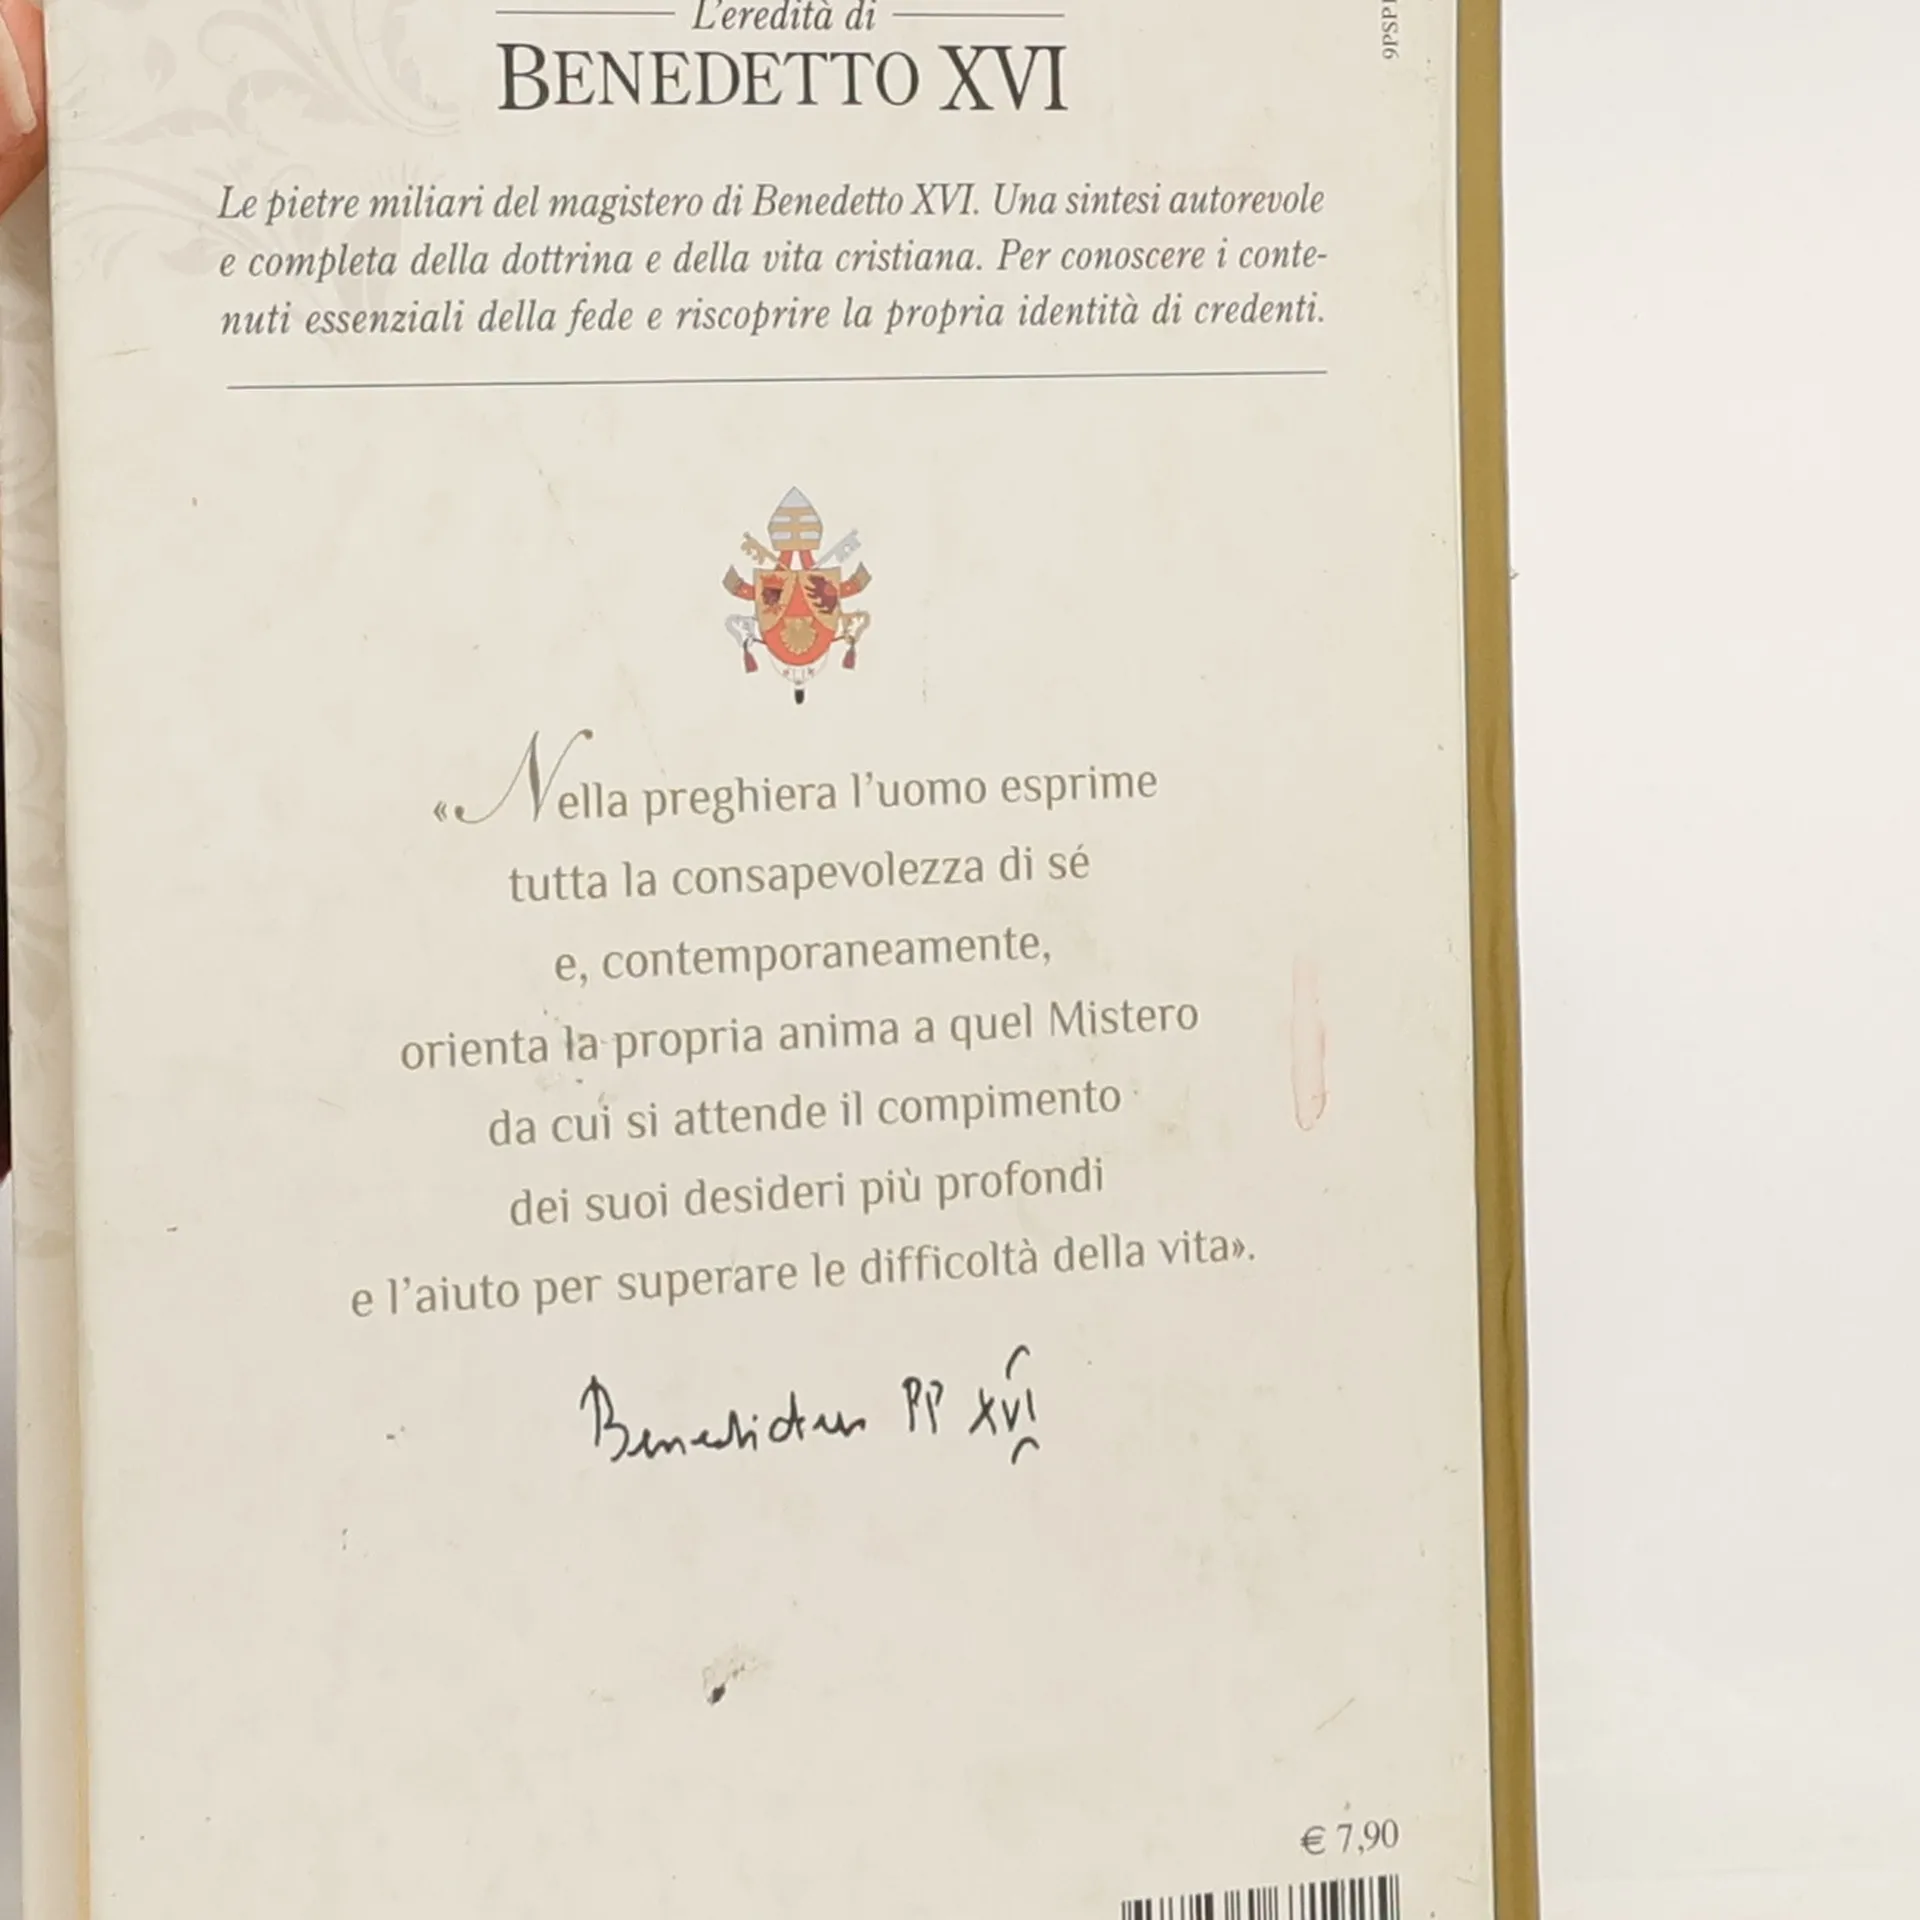 L'eredità di
BENEDETTO XVI
9PSP
Le pietre miliari del magistero di Benedetto XVI. Una sintesi autorevole
e completa della dottrina e della vita cristiana. Per conoscere i conte-
nuti essenziali della fede e riscoprire la propria identità di credenti.
«Nella preghiera l'uomo esprime
tutta la consapevolezza di sé
e, contemporaneamente,
orienta la propria anima a quel Mistero
da cui si attende il compimento
dei suoi desideri più profondi
e l'aiuto per superare le difficoltà della vita».
Benedictus PP XVI
€ 7,90